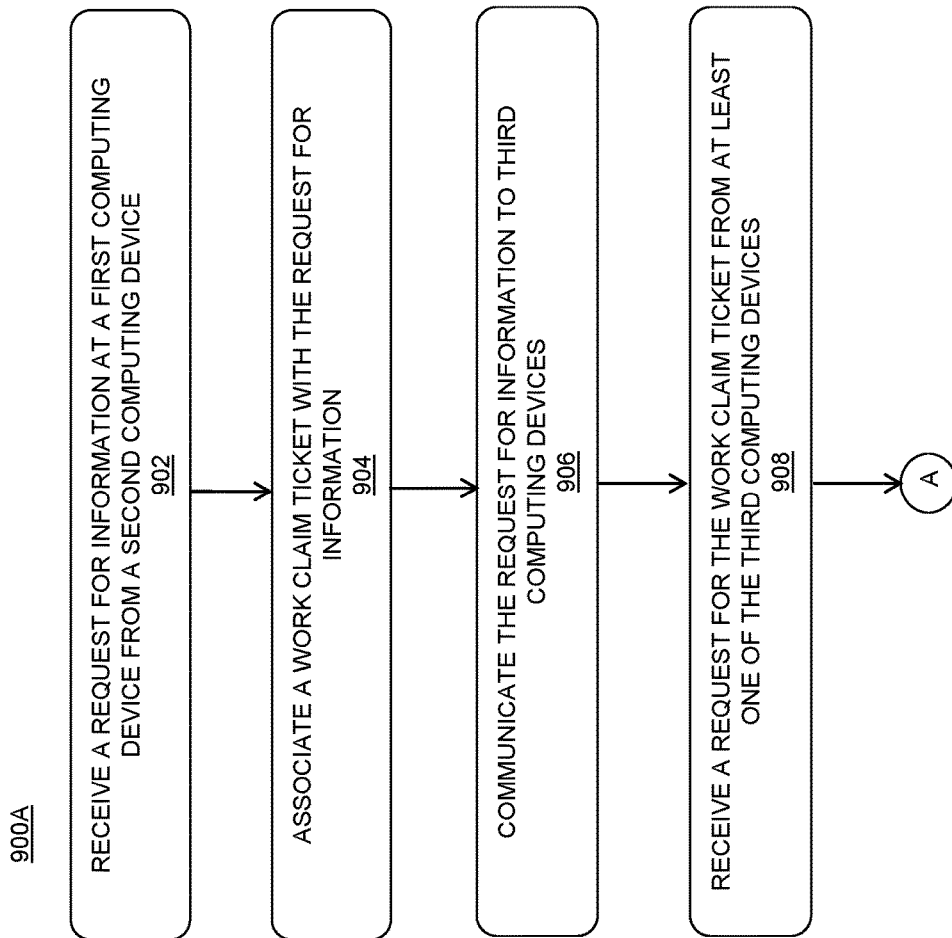 900A
RECEIVE A REQUEST FOR INFORMATION AT A FIRST COMPUTING
DEVICE FROM A SECOND COMPUTING DEVICE
902
ASSOCIATE A WORK CLAIM TICKET WITH THE REQUEST FOR
INFORMATION
904
COMMUNICATE THE REQUEST FOR INFORMATION TO THIRD
COMPUTING DEVICES
906
RECEIVE A REQUEST FOR THE WORK CLAIM TICKET FROM AT LEAST
ONE OF THE THIRD COMPUTING DEVICES
908
A